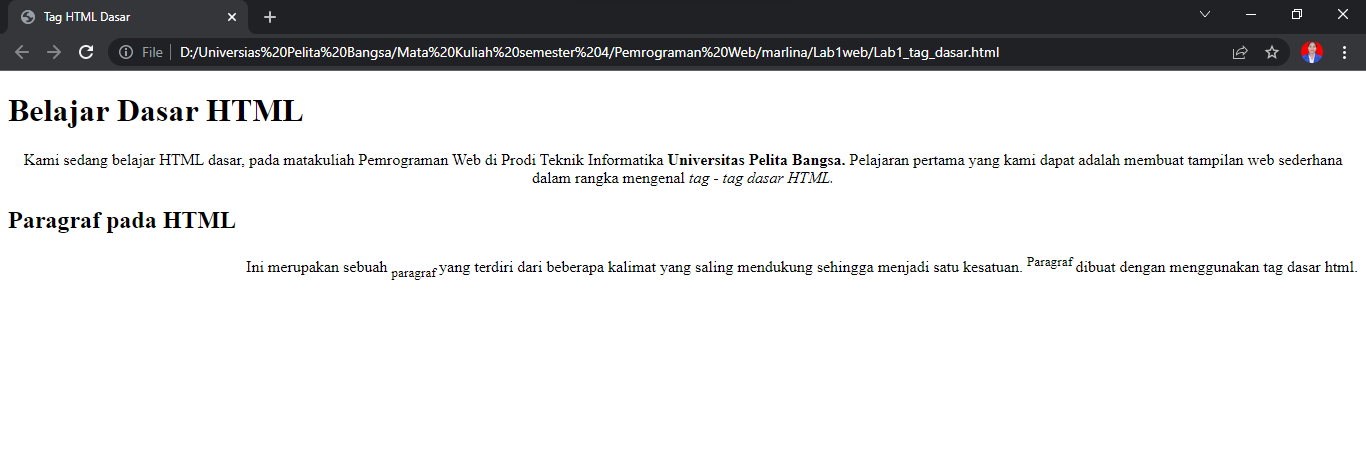 Tag HTML Dasar
File | D:/Universias%20Pelita%20Bangsa/Mata%20Kuliah%20semester%204/Pemrograman%20Web/marlina/Lab1web/Lab1_tag_dasar.html
Belajar Dasar HTML
Kami sedang belajar HTML dasar, pada matakuliah Pemrograman Web di Prodi Teknik Informatika Universitas Pelita Bangsa. Pelajaran pertama yang kami dapat adalah membuat tampilan web sederhana
dalam rangka mengenal tag - tag dasar HTML.
Paragraf pada HTML
Ini merupakan sebuah paragraf yang terdiri dari beberapa kalimat yang saling mendukung sehingga menjadi satu kesatuan. Paragraf dibuat dengan menggunakan tag dasar html.